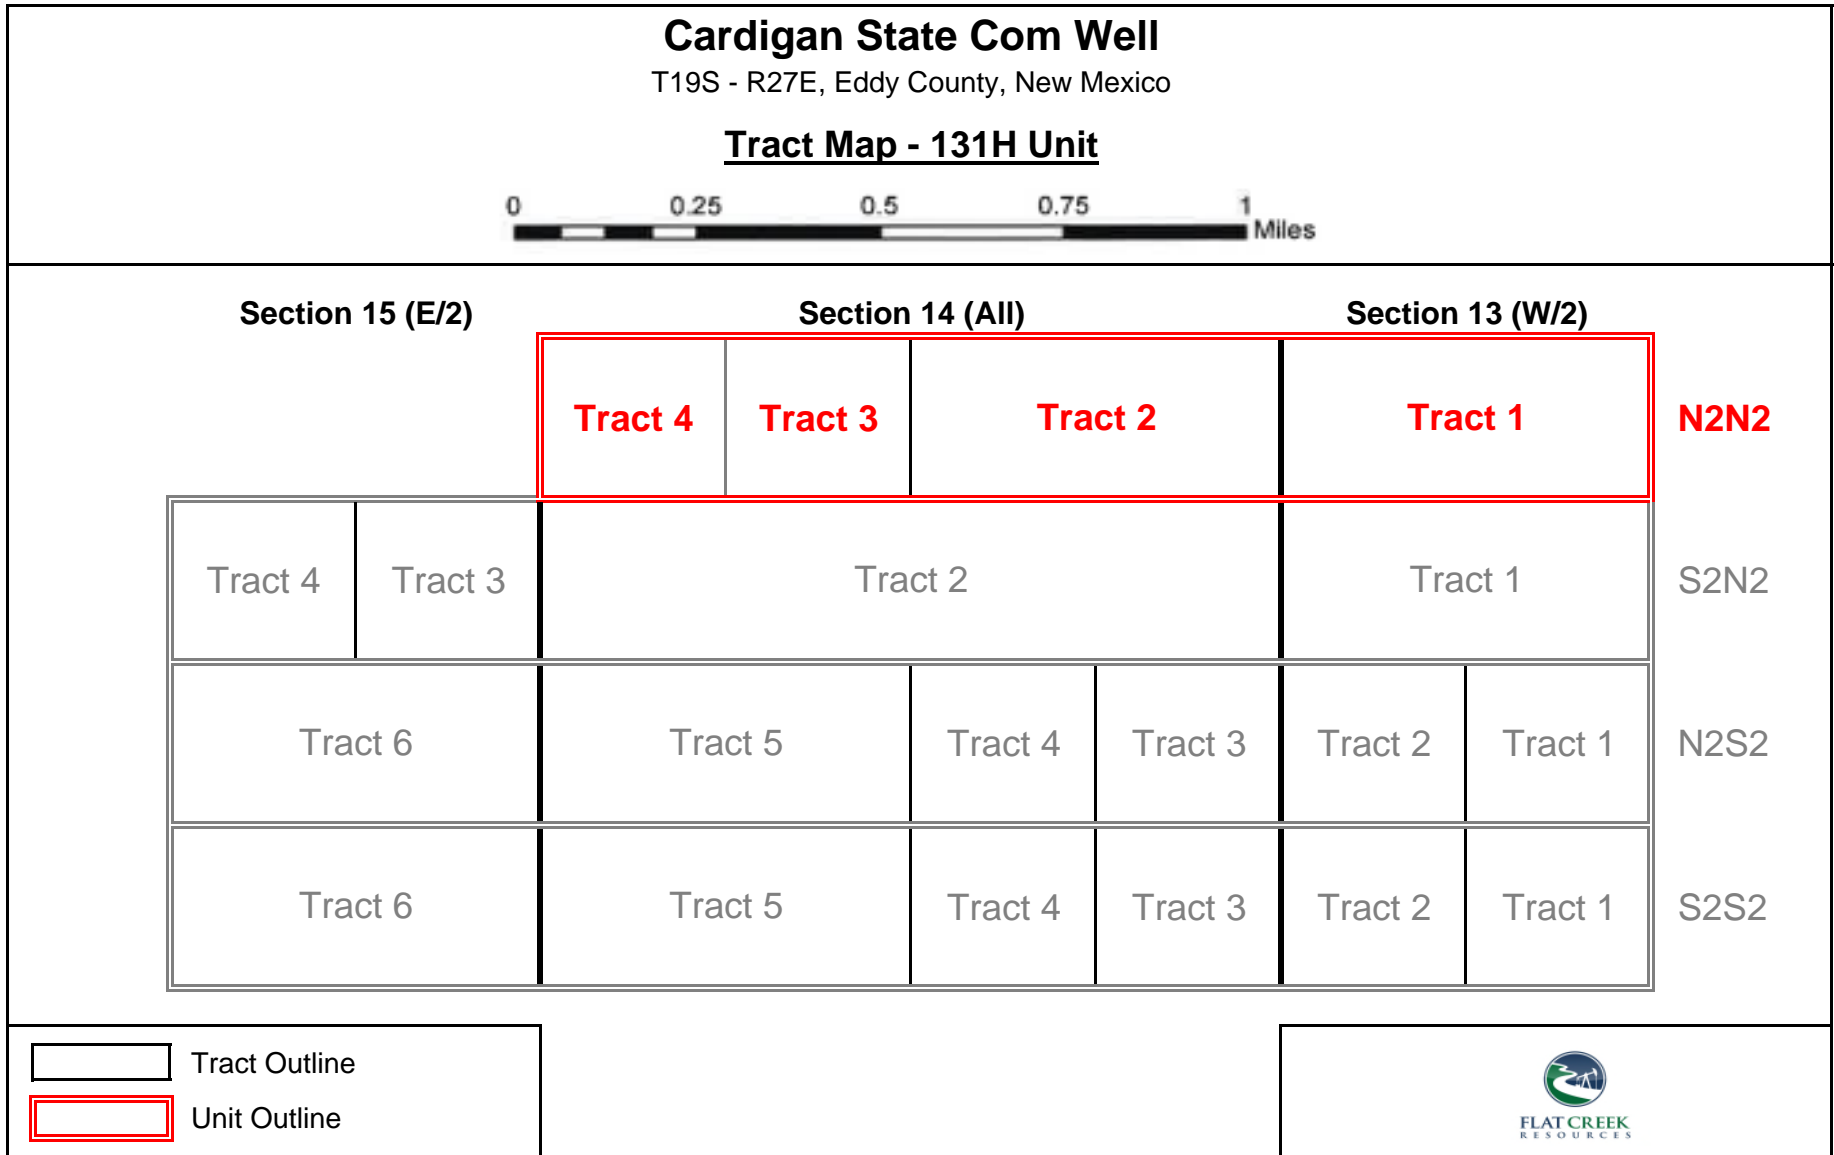 Cardigan State Com Well
T19S - R27E, Eddy County, New Mexico
Tract Map - 131H Unit
0 0.25 0.5 0.75 1 Miles
Section 15 (E/2) Section 14 (All) Section 13 (W/2)
Tract 4 Tract 3 Tract 2 Tract 1 N2N2
Tract 4 Tract 3 Tract 2 Tract 1 S2N2
Tract 6 Tract 5 Tract 4 Tract 3 Tract 2 Tract 1 N2S2
Tract 6 Tract 5 Tract 4 Tract 3 Tract 2 Tract 1 S2S2
Tract Outline
Unit Outline
FLAT CREEK
RESOURCES